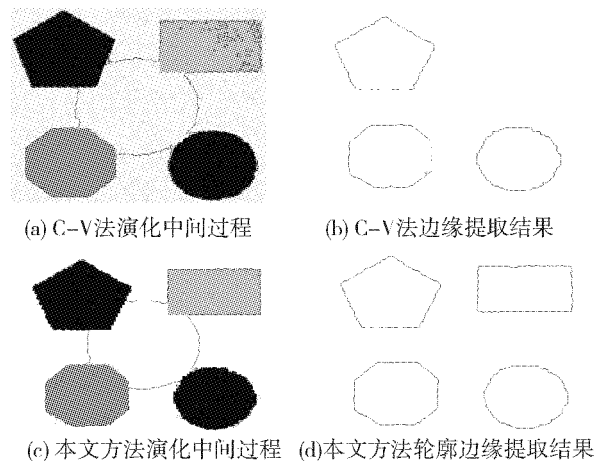 (a) C-V法演化中间过程
(b) C-V法边缘提取结果
(c) 本文方法演化中间过程
(d)本文方法轮廓边缘提取结果